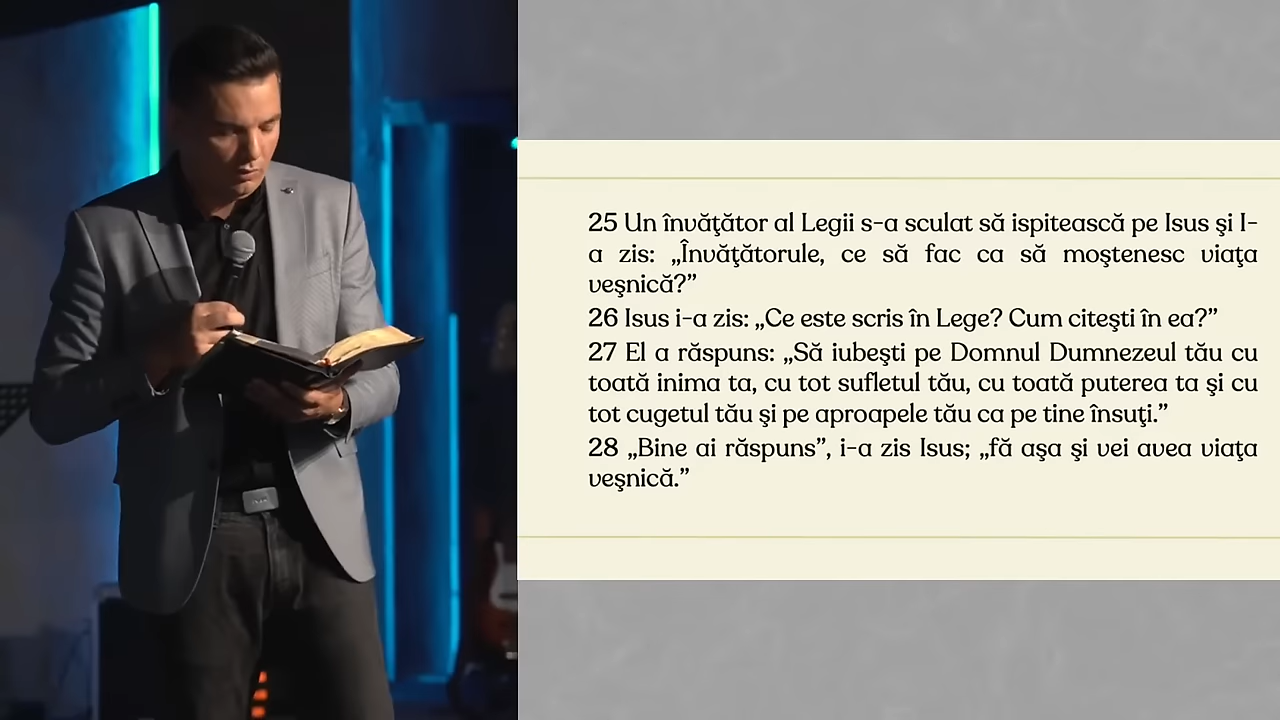 25 Un învăţător al Legii s-a sculat să ispitească pe Isus şi I-
a zis: „Învăţătorule, ce să fac ca să moştenesc viaţa
veşnică?”
26 Isus i-a zis: „Ce este scris în Lege? Cum citeşti în ea?”
27 El a răspuns: „Să iubeşti pe Domnul Dumnezeul tău cu
toată inima ta, cu tot sufletul tău, cu toată puterea ta şi cu
tot cugetul tău şi pe aproapele tău ca pe tine însuţi.”
28 „Bine ai răspuns”, i-a zis Isus; „fă aşa şi vei avea viaţa
veşnică.”